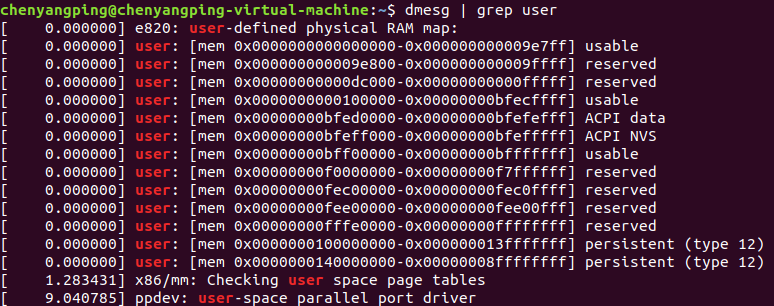 chenyangping@chenyangping-virtual-machine:~$ dmesg | grep user
[    0.000000] e820: user-defined physical RAM map:
[    0.000000] user: [mem 0x0000000000000000-0x000000000009e7ff] usable
[    0.000000] user: [mem 0x000000000009e800-0x000000000009ffff] reserved
[    0.000000] user: [mem 0x00000000000dc000-0x00000000000fffff] reserved
[    0.000000] user: [mem 0x0000000000100000-0x00000000bfecffff] usable
[    0.000000] user: [mem 0x00000000bfed0000-0x00000000bfefefff] ACPI data
[    0.000000] user: [mem 0x00000000bfeff000-0x00000000bfefffff] ACPI NVS
[    0.000000] user: [mem 0x00000000bff00000-0x00000000bfffffff] usable
[    0.000000] user: [mem 0x00000000f0000000-0x00000000f7ffffff] reserved
[    0.000000] user: [mem 0x00000000fec00000-0x00000000fec0ffff] reserved
[    0.000000] user: [mem 0x00000000fee00000-0x00000000fee00fff] reserved
[    0.000000] user: [mem 0x00000000fffe0000-0x00000000ffffffff] reserved
[    0.000000] user: [mem 0x0000000100000000-0x000000013fffffff] persistent (type 12)
[    0.000000] user: [mem 0x0000000140000000-0x00000008ffffffff] persistent (type 12)
[    1.283431] x86/mm: Checking user space page tables
[    9.040785] ppdev: user-space parallel port driver